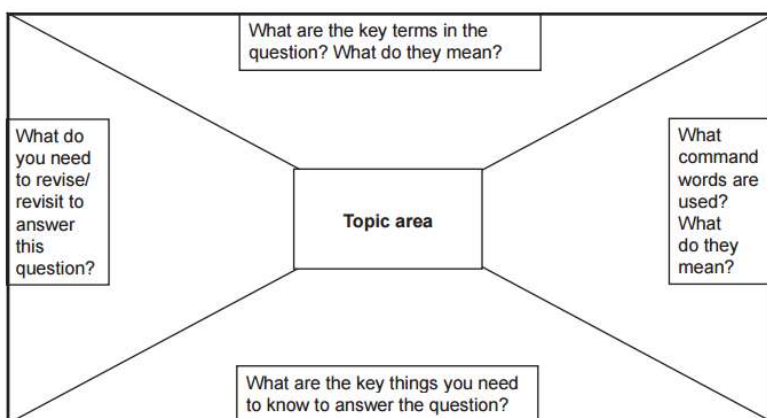 What are the key terms in the
question? What do they mean?
What do
you need
to revise/
revisit to
answer
this
question?
Topic area
What
command
words are
used?
What
do they
mean?
What are the key things you need
to know to answer the question?